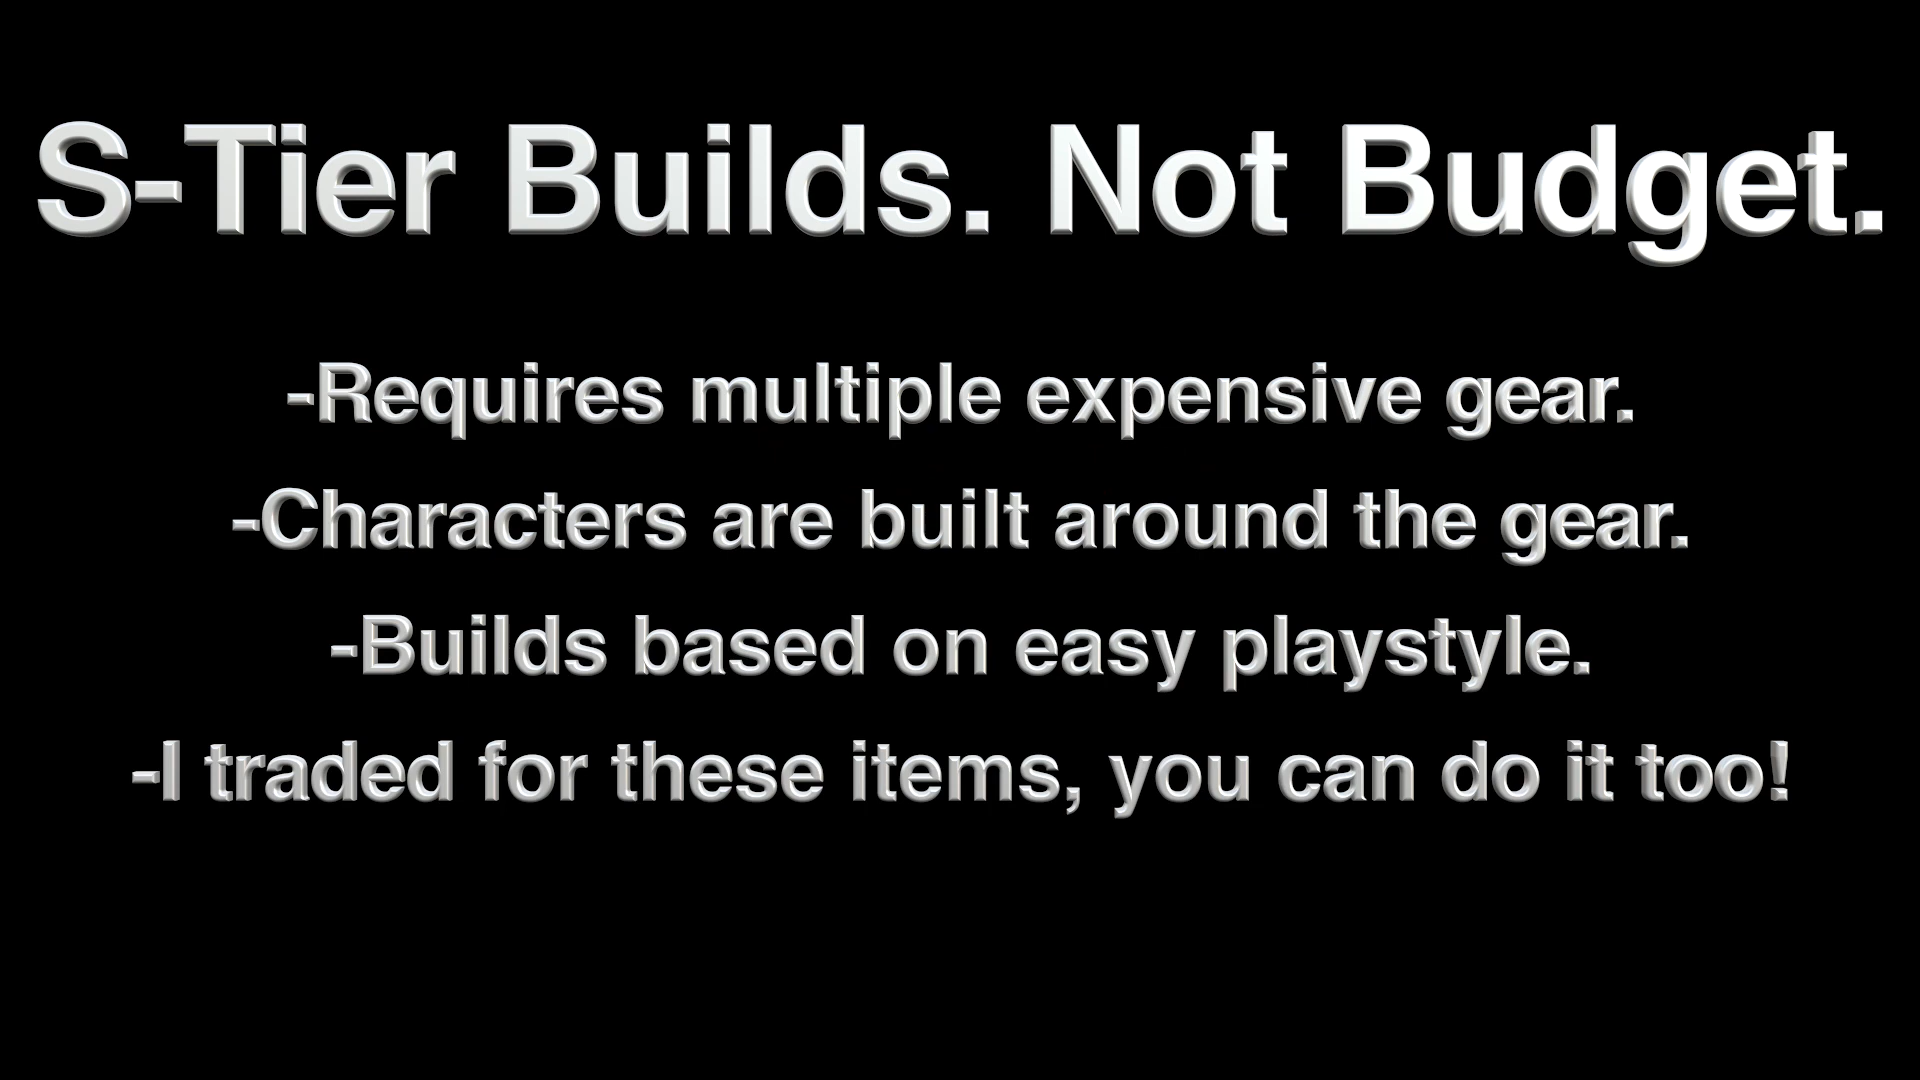 S-Tier Builds. Not Budget.
-Requires multiple expensive gear.
-Characters are built around the gear.
-Builds based on easy playstyle.
-I traded for these items, you can do it too!